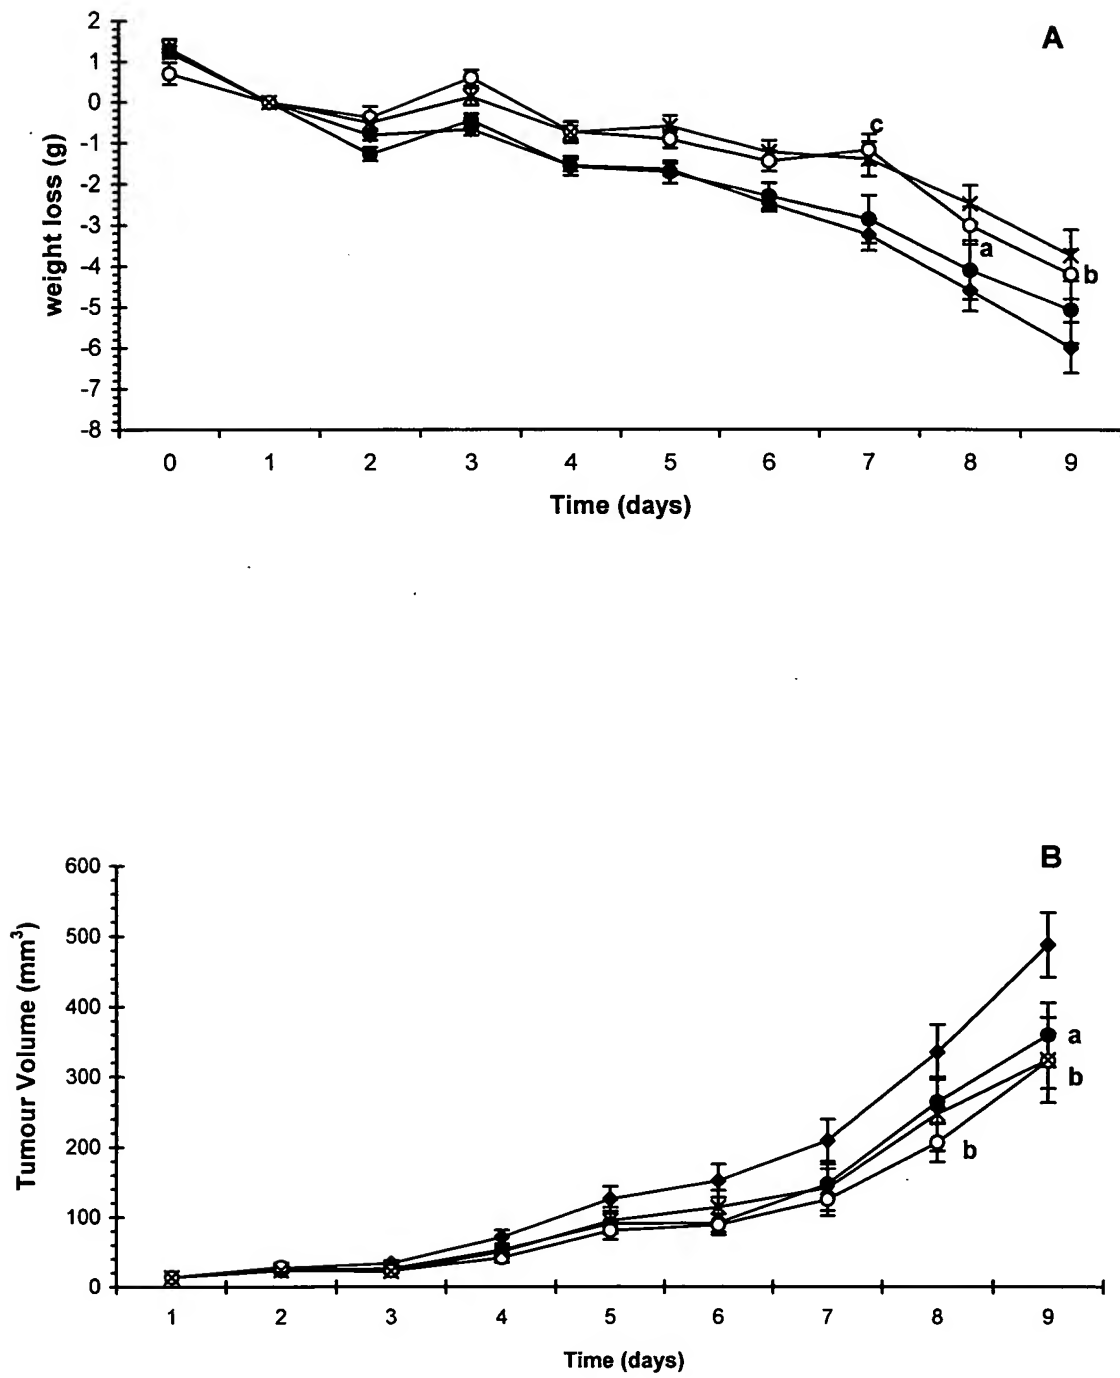 A
weight loss (g)
2
1
0
-1
-2
-3
-4
-5
-6
-7
-8
c
a
b
0 1 2 3 4 5 6 7 8 9
Time (days)
B
Tumour Volume (mm³)
600
500
400
300
200
100
0
a
b
b
1 2 3 4 5 6 7 8 9
Time (days)